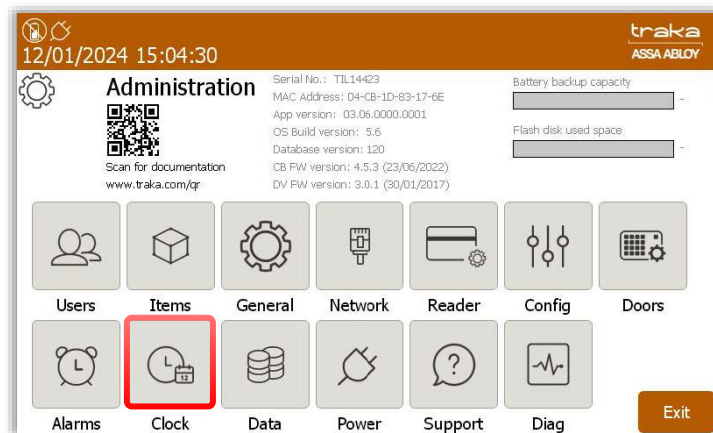 12/01/2024 15:04:30
traka
ASSA ABLOY
Administration
Scan for documentation
www.traka.com/qr
Serial No.: TIL14423
MAC Address: 04-CB-1D-83-17-6E
App version: 03.06.0000.0001
OS Build version: 5.6
Database version: 120
CB FW version: 4.5.3 (23/06/2022)
DV FW version: 3.0.1 (30/01/2017)
Battery backup capacity
-
Flash disk used space
-
Users Items General Network Reader Config Doors
12
Alarms Clock Data Power Support Diag
Exit